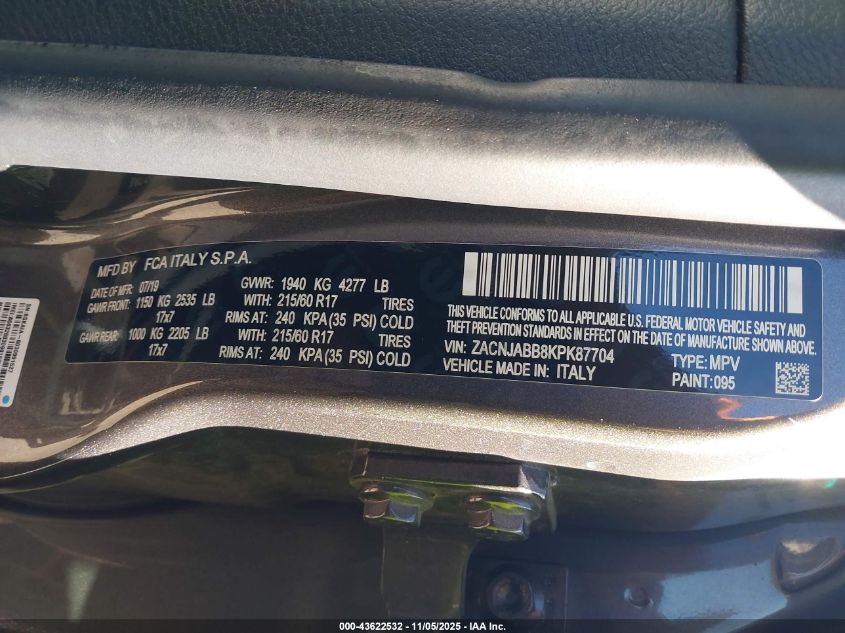 MFD BY FCA ITALY S.P.A.
DATE OF MFR: 07/19 GVWR: 1940 KG 4277 LB
GAWR FRONT: 1150 KG 2535 LB WITH: 215/60 R17 TIRES
17x7 RIMS AT: 240 KPA(35 PSI) COLD
GAWR REAR: 1000 KG 2205 LB WITH: 215/60 R17 TIRES
17x7 RIMS AT: 240 KPA(35 PSI) COLD
THIS VEHICLE CONFORMS TO ALL APPLICABLE U.S. FEDERAL MOTOR VEHICLE SAFETY AND
THEFT PREVENTION STANDARDS IN EFFECT ON THE DATE OF MANUFACTURE SHOWN ABOVE.
VIN: ZACNJABB8KPK87704 TYPE: MPV
VEHICLE MADE IN: ITALY PAINT: 095
000-43622532 - 11/05/2025 - IAA Inc.